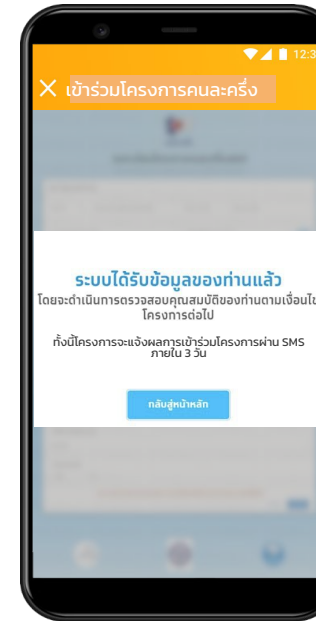 12:3
เข้าร่วมโครงการคนละครึ่ง
ระบบได้รับข้อมูลของท่านแล้ว
โดยจะดำเนินการตรวจสอบคุณสมบัติของท่านตามเงื่อนไข
โครงการต่อไป
ทั้งนี้โครงการจะแจ้งผลการเข้าร่วมโครงการผ่าน SMS
ภายใน 3 วัน
กลับสู่หน้าหลัก